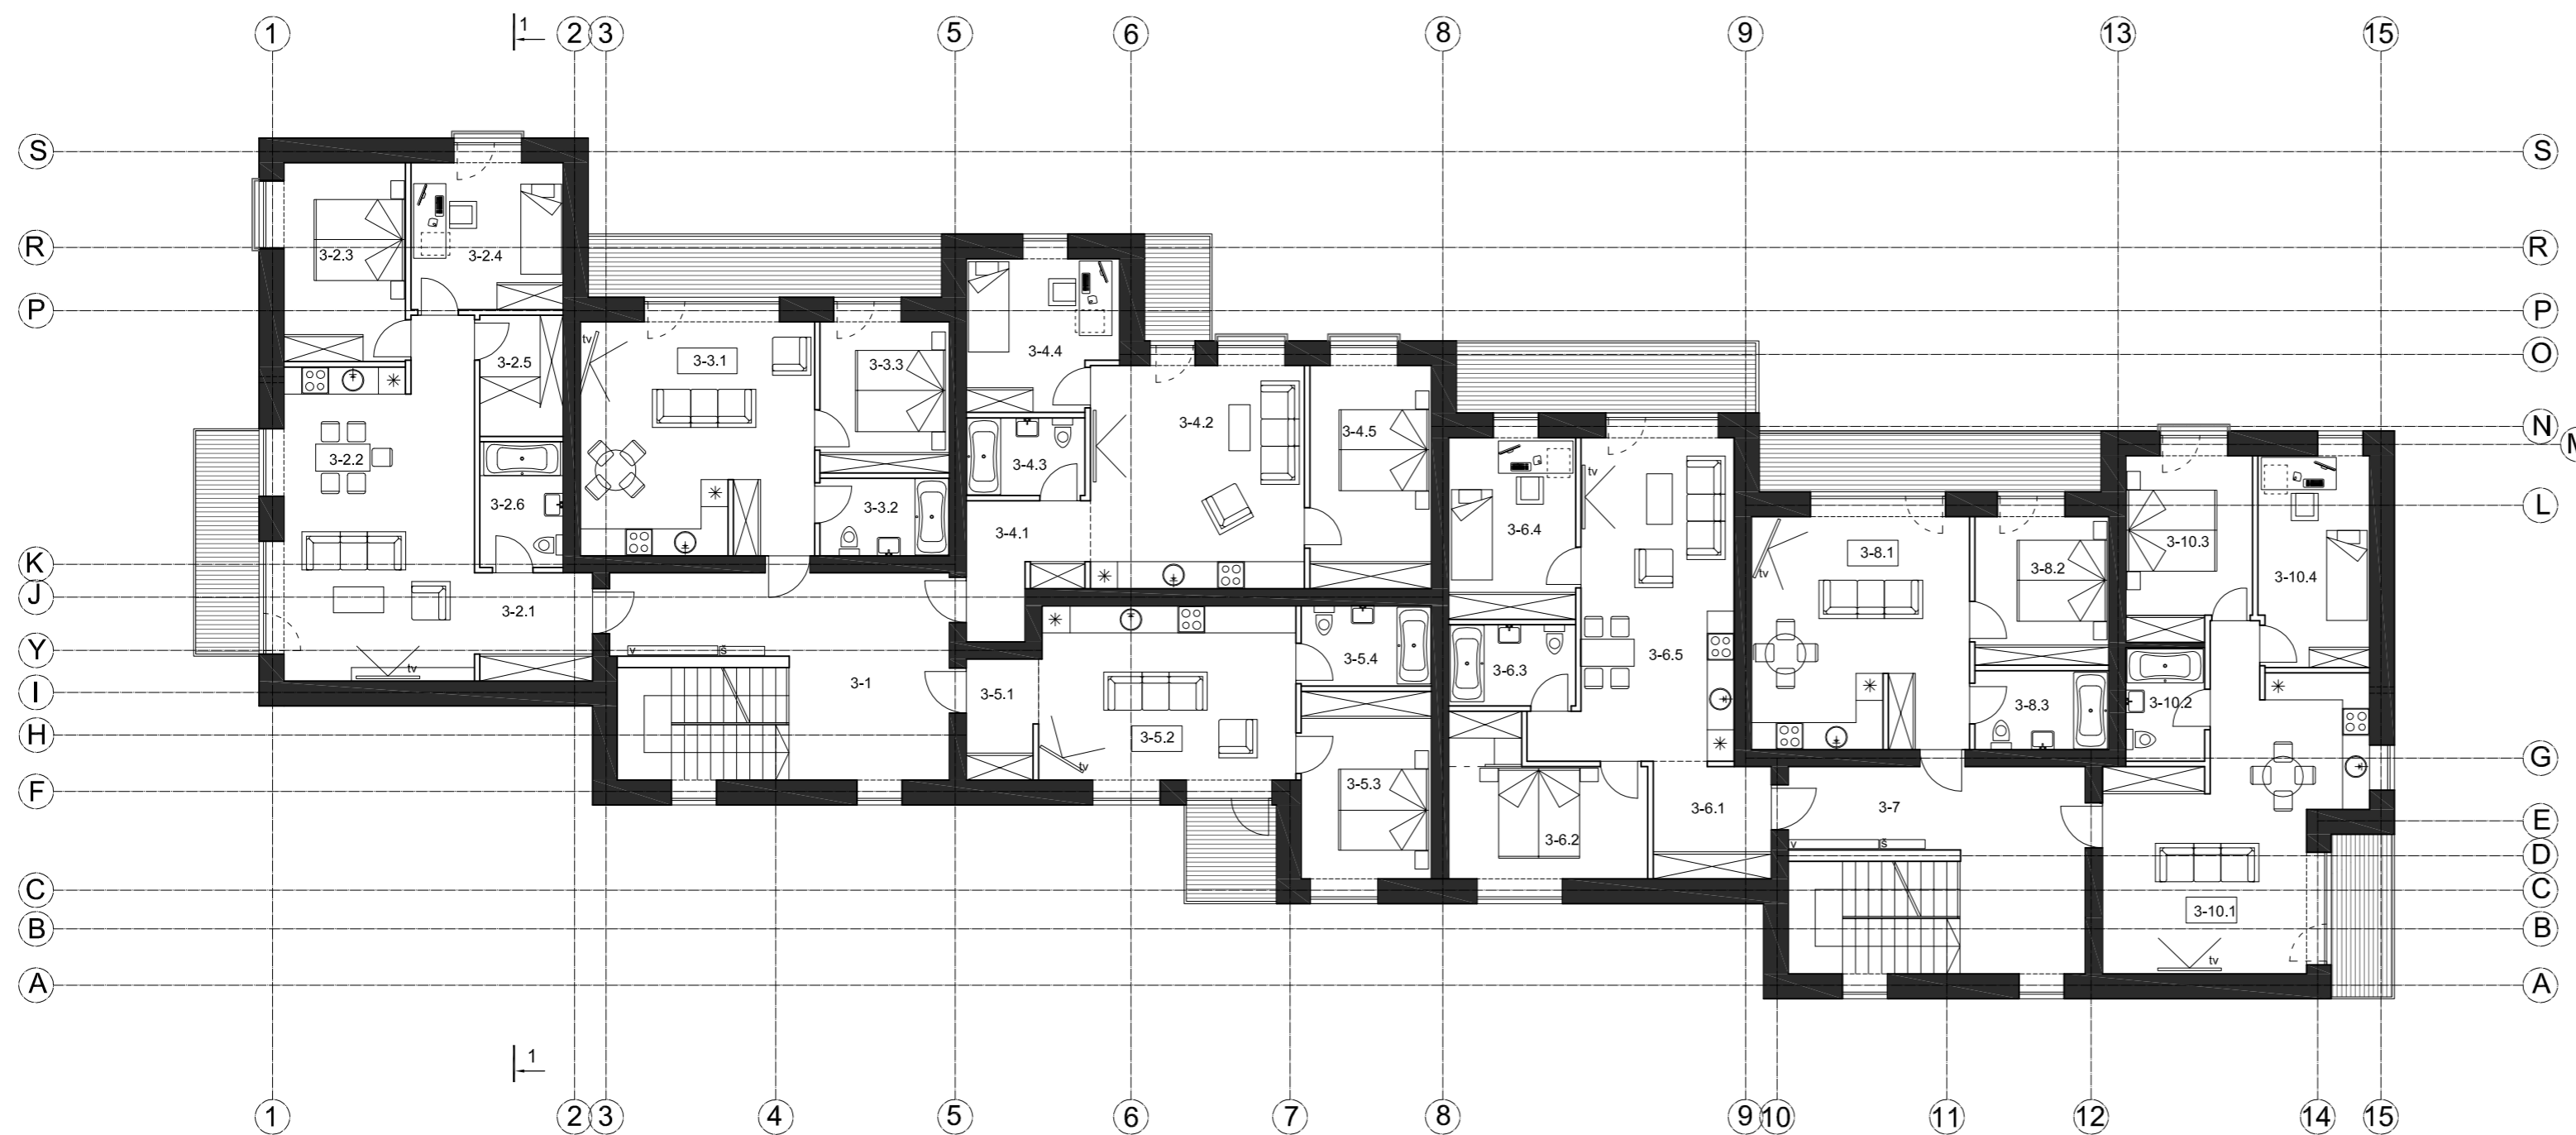 1
1
2
3
5
6
8
9
13
15
S
S
3-2.3
3-2.4
R
R
3-4.4
P
P
3-2.5
tv
3-3.1
3-3.3
O
3-4.2
3-4.5
N
M
3-2.2
3-4.3
tv
3-2.6
3-3.2
L
L
3-4.1
3-6.4
3-10.3
3-8.1
K
K
tv
3-8.2
3-10.4
J
J
3-2.1
Y
Y
v
š
3-5.4
3-6.5
tv
3-6.3
3-1
3-5.1
I
I
3-10.2
3-8.3
H
H
3-5.2
tv
G
3-5.3
F
F
3-6.1
3-7
E
3-6.2
v
š
D
C
C
3-10.1
B
B
tv
A
A
1
1
2
3
4
5
6
7
8
9
10
11
12
14
15